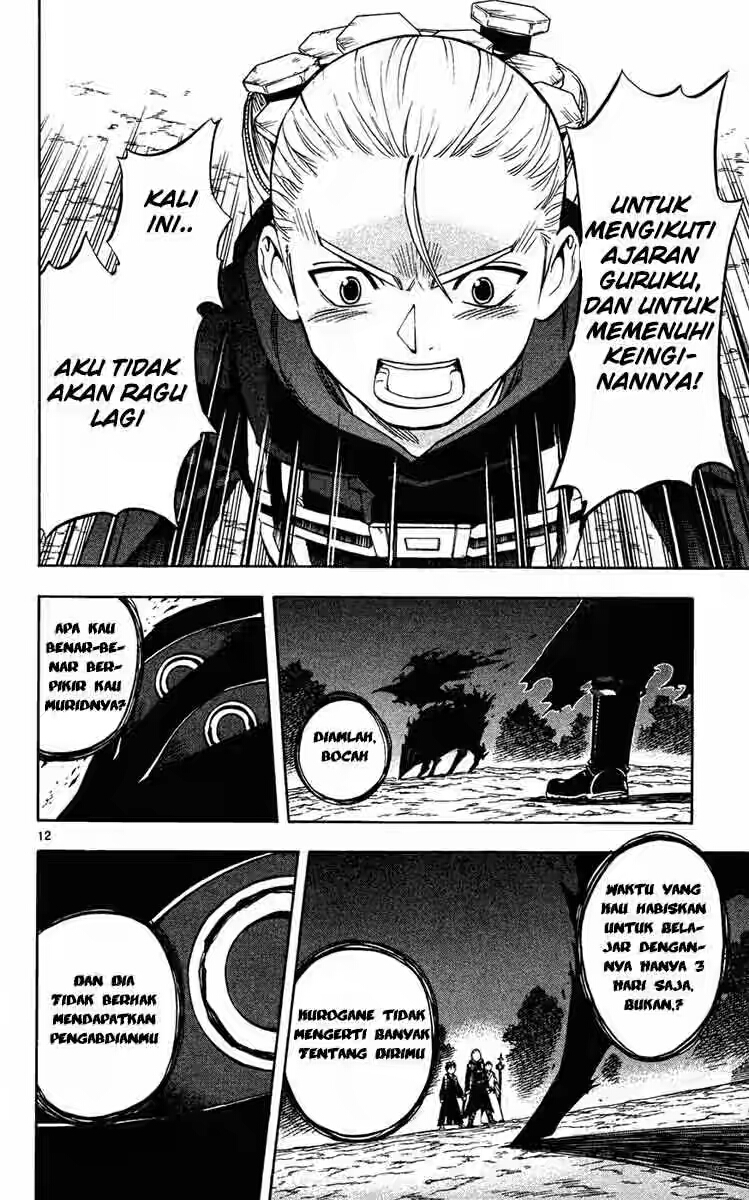 UNTUK
MENGIKUTI
AJARAN
GURUKU,
DAN UNTUK
MEMENUHI
KEINGI-
NANNYA!
KALI
INI..
AKU TIDAK
AKAN RAGU
LAGI
DIAMLAH,
BOCAH
APA KAU
BENAR-BE-
NAR BER-
PIKIR KAU
MURIDNYA?
12
WAKTU YANG
KAU HABISKAN
UNTUK BELA-
JAR DENGAN-
NYA HANYA 3
HARI SAJA,
BUKAN,?
KUROGANE TIDAK
MENGERTI BANYAK
TENTANG DIRIMU
DAN DIA
TIDAK BERHAK
MENDAPATKAN
PENGABDIANMU